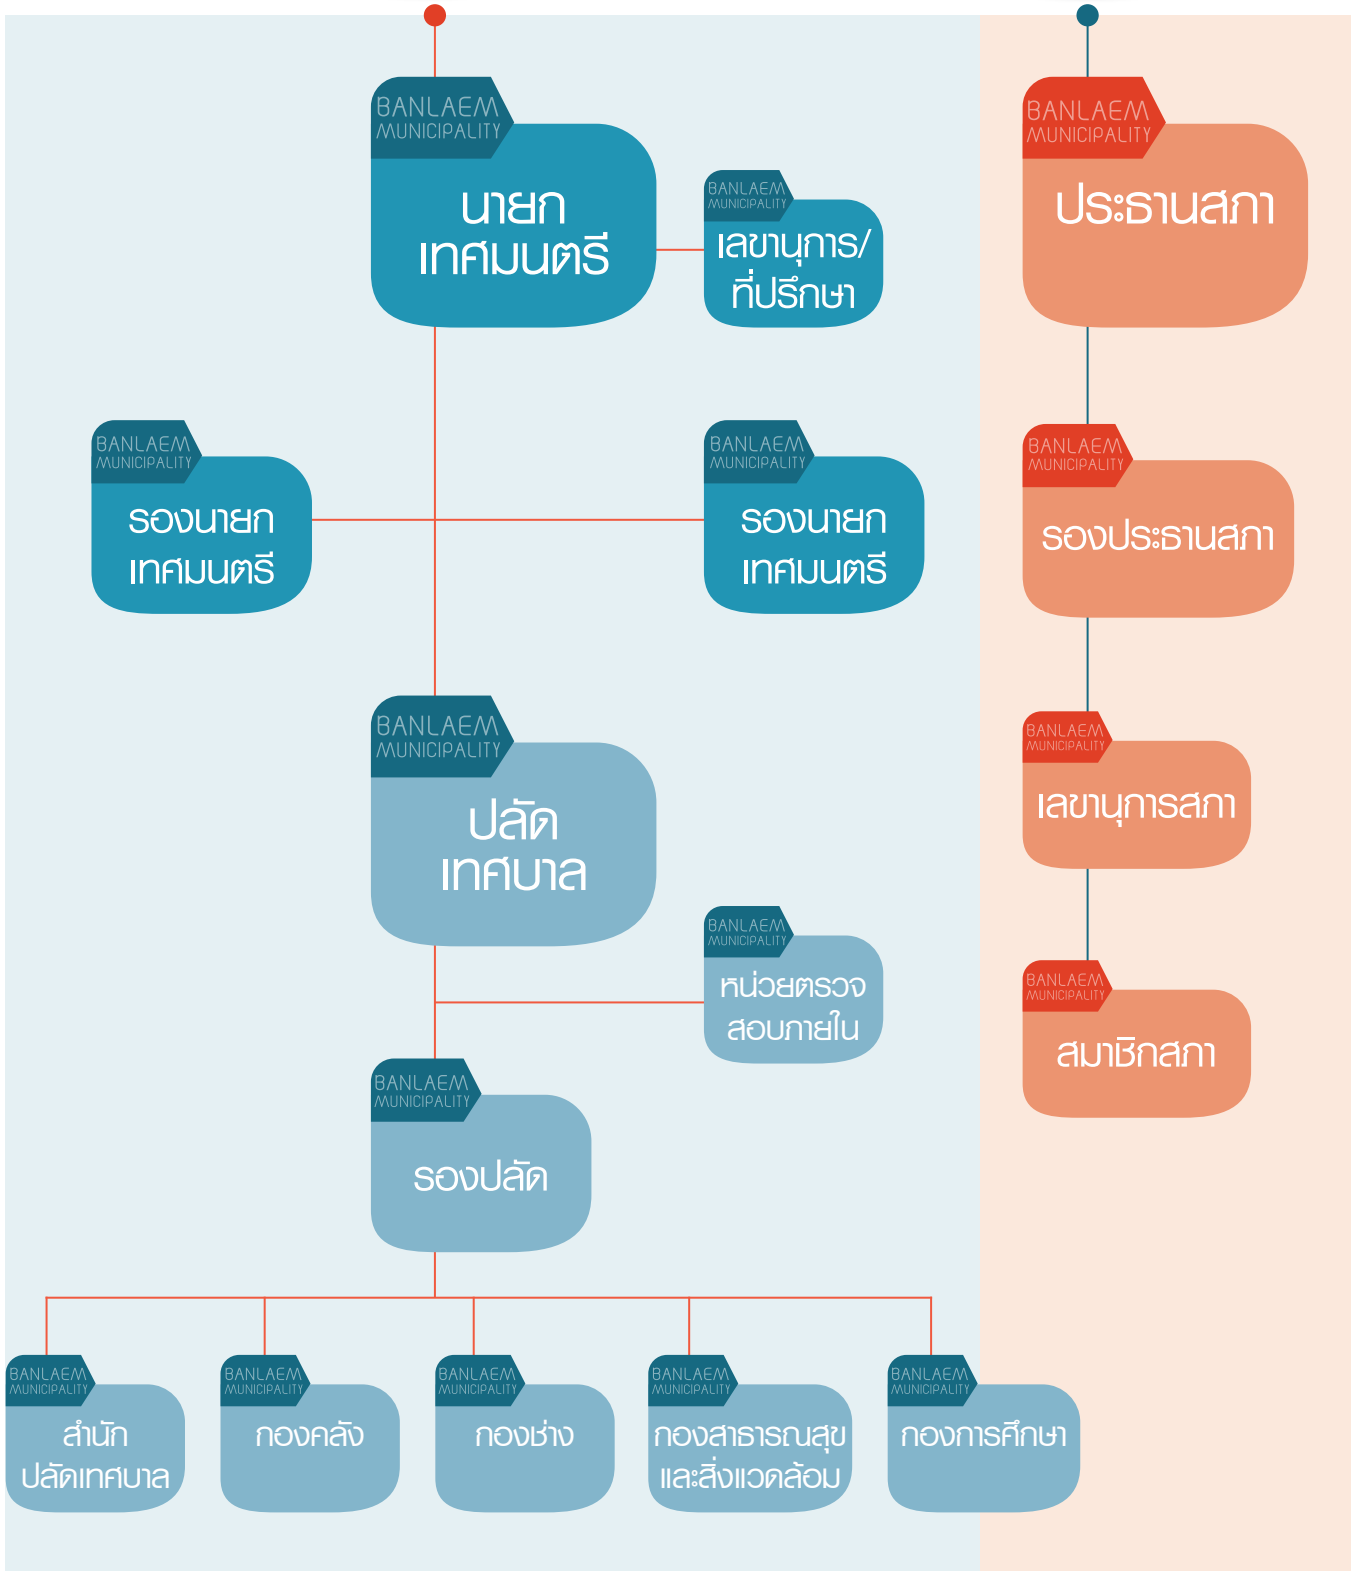 BANLAEM
MUNICIPALITY
นายก
เทศมนตรี
BANLAEM
MUNICIPALITY
เลขานุการ/
ที่ปรึกษา
BANLAEM
MUNICIPALITY
รองนายก
เทศมนตรี
BANLAEM
MUNICIPALITY
รองนายก
เทศมนตรี
BANLAEM
MUNICIPALITY
ปลัด
เทศบาล
BANLAEM
MUNICIPALITY
หน่วยตรวจ
สอบภายใน
BANLAEM
MUNICIPALITY
รองปลัด
BANLAEM
MUNICIPALITY
สำนัก
ปลัดเทศบาล
BANLAEM
MUNICIPALITY
กองคลัง
BANLAEM
MUNICIPALITY
กองช่าง
BANLAEM
MUNICIPALITY
กองสาธารณสุข
และสิ่งแวดล้อม
BANLAEM
MUNICIPALITY
กองการศึกษา
BANLAEM
MUNICIPALITY
ประธานสภา
BANLAEM
MUNICIPALITY
รองประธานสภา
BANLAEM
MUNICIPALITY
เลขานุการสภา
BANLAEM
MUNICIPALITY
สมาชิกสภา